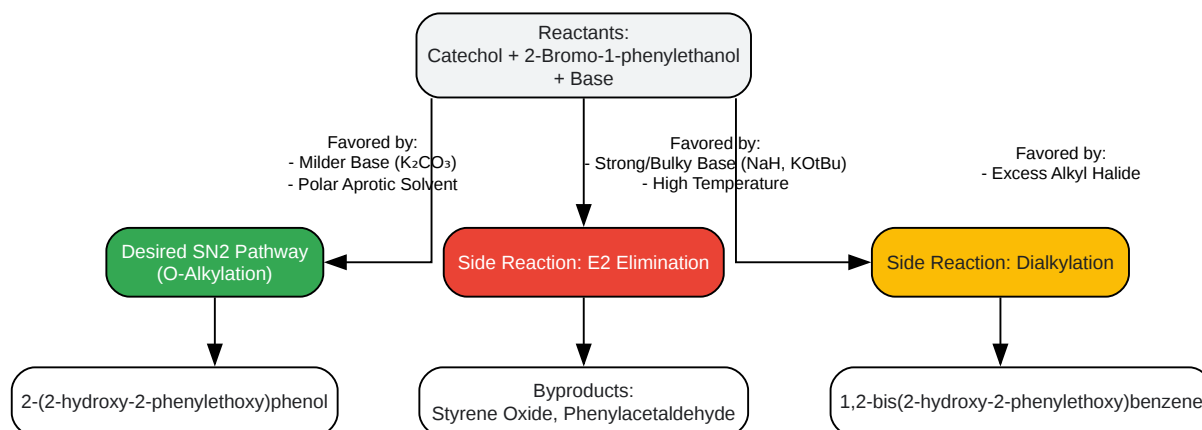 Reactants:
Catechol + 2-Bromo-1-phenylethanol
+ Base
Favored by:
- Milder Base (K₂CO₃)
- Polar Aprotic Solvent
Favored by:
- Strong/Bulky Base (NaH, KOtBu)
- High Temperature
Favored by:
- Excess Alkyl Halide
Desired SN2 Pathway
(O-Alkylation)
Side Reaction: E2 Elimination
Side Reaction: Dialkylation
2-(2-hydroxy-2-phenylethoxy)phenol
Byproducts:
Styrene Oxide, Phenylacetaldehyde
1,2-bis(2-hydroxy-2-phenylethoxy)benzene